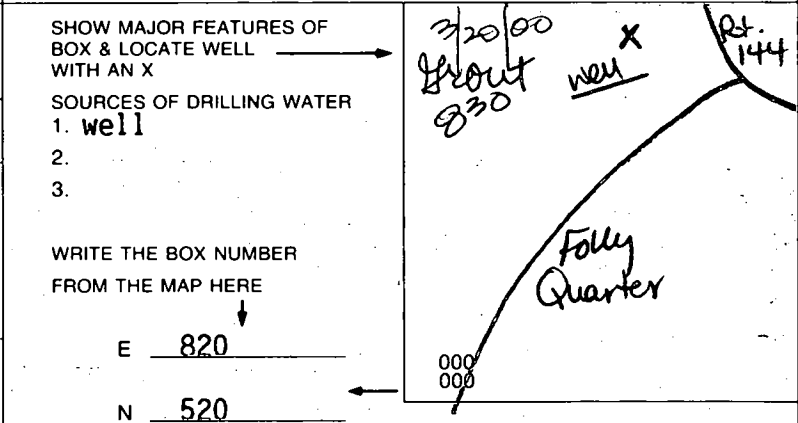 SHOW MAJOR FEATURES OF
BOX & LOCATE WELL
WITH AN X
SOURCES OF DRILLING WATER
1. well
2.
3.
WRITE THE BOX NUMBER
FROM THE MAP HERE
E 820
N 520
3/20/00
Grout
830
X
well
Rt.
144
Folly
Quarter
000
000